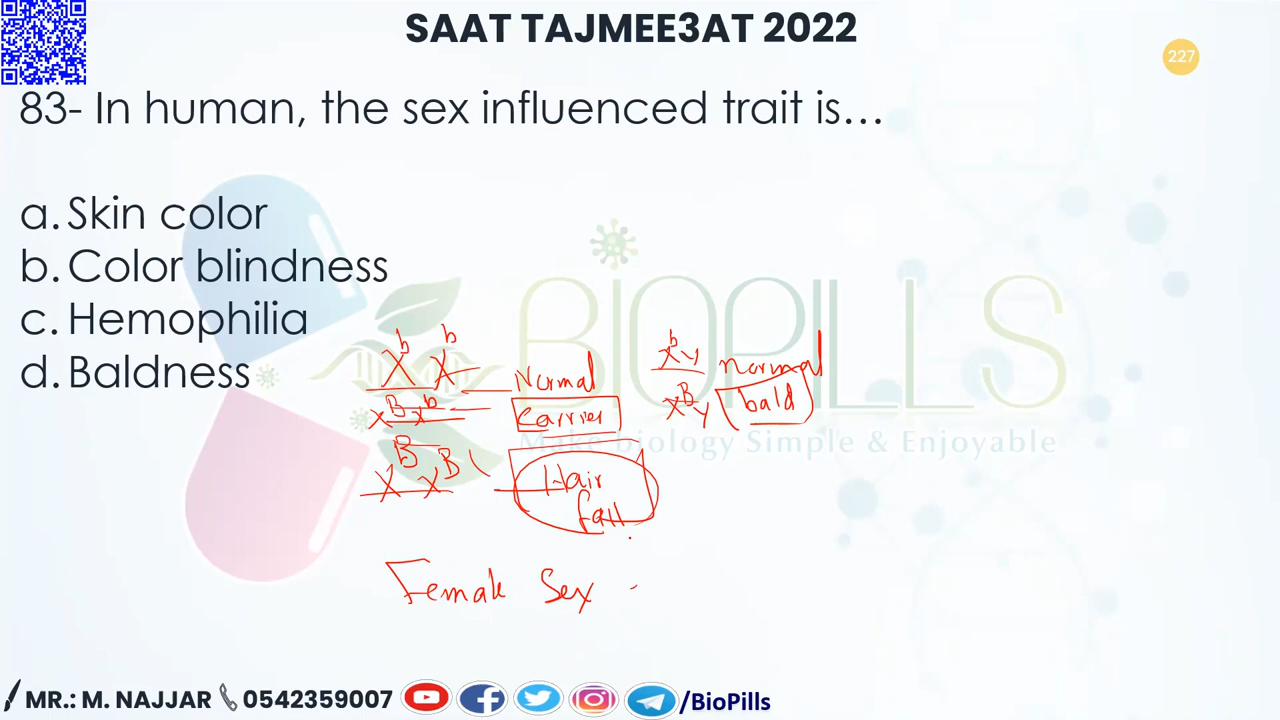 SAAT TAJMEE3AT 2022
227
83- In human, the sex influenced trait is...
a. Skin color
b. Color blindness
c. Hemophilia
d. Baldness
BIOPILLS
Make biology Simple & Enjoyable
X^b X^b Normal
X^B X^b Carrier
X^B X^B Hair
fall
X^b Y normal
X^B Y bald
Female Sex
MR.: M. NAJJAR 0542359007 /BioPills